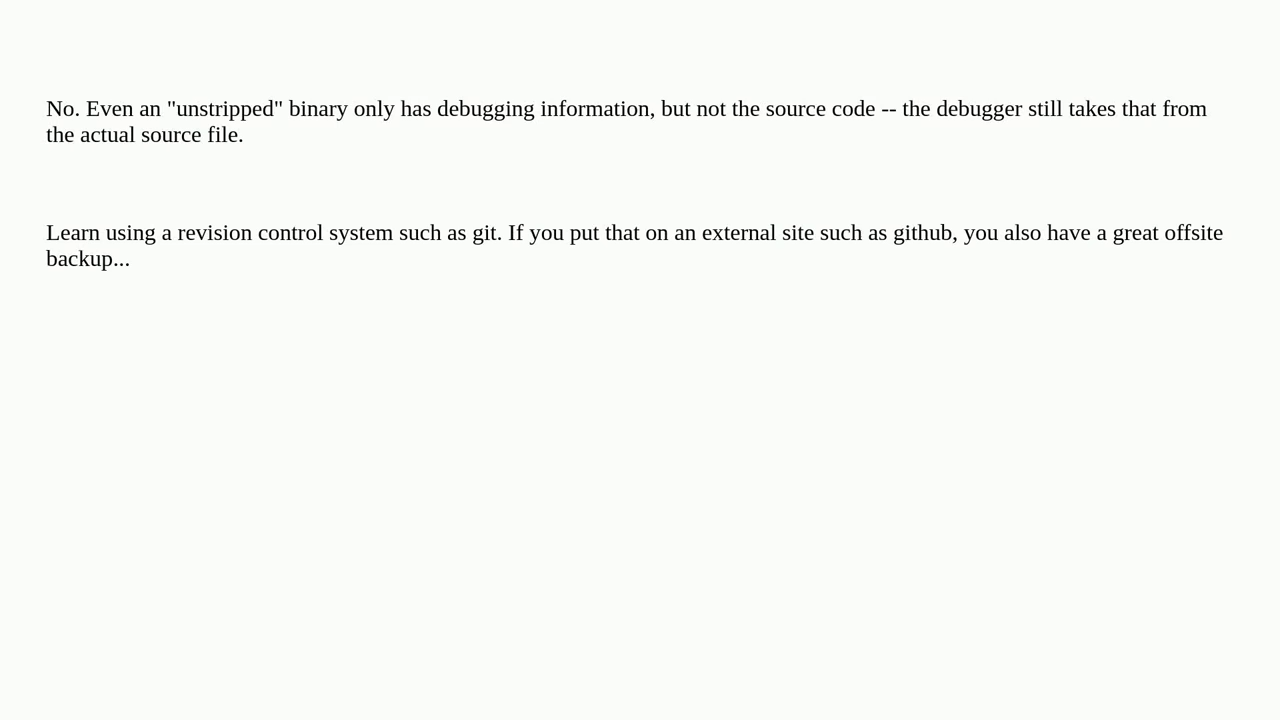 No. Even an "unstripped" binary only has debugging information, but not the source code -- the debugger still takes that from
the actual source file.
Learn using a revision control system such as git. If you put that on an external site such as github, you also have a great offsite
backup...